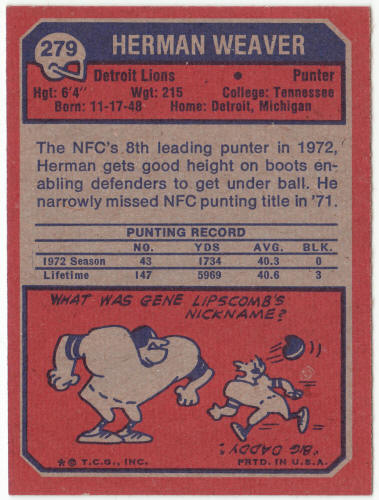 279
HERMAN WEAVER
Detroit Lions • Punter
Hgt: 6'4" Wgt: 215 College: Tennessee
Born: 11-17-48 Home: Detroit, Michigan
The NFC's 8th leading punter in 1972,
Herman gets good height on boots en-
abling defenders to get under ball. He
narrowly missed NFC punting title in '71.
PUNTING RECORD
NO. YDS AVG. BLK.
1972 Season 43 1734 40.3 0
Lifetime 147 5969 40.6 3
WHAT WAS GENE LIPSCOMB'S
NICKNAME?
"BIG DADDY"
* © T.C.G., INC. PRTD. IN U.S.A.